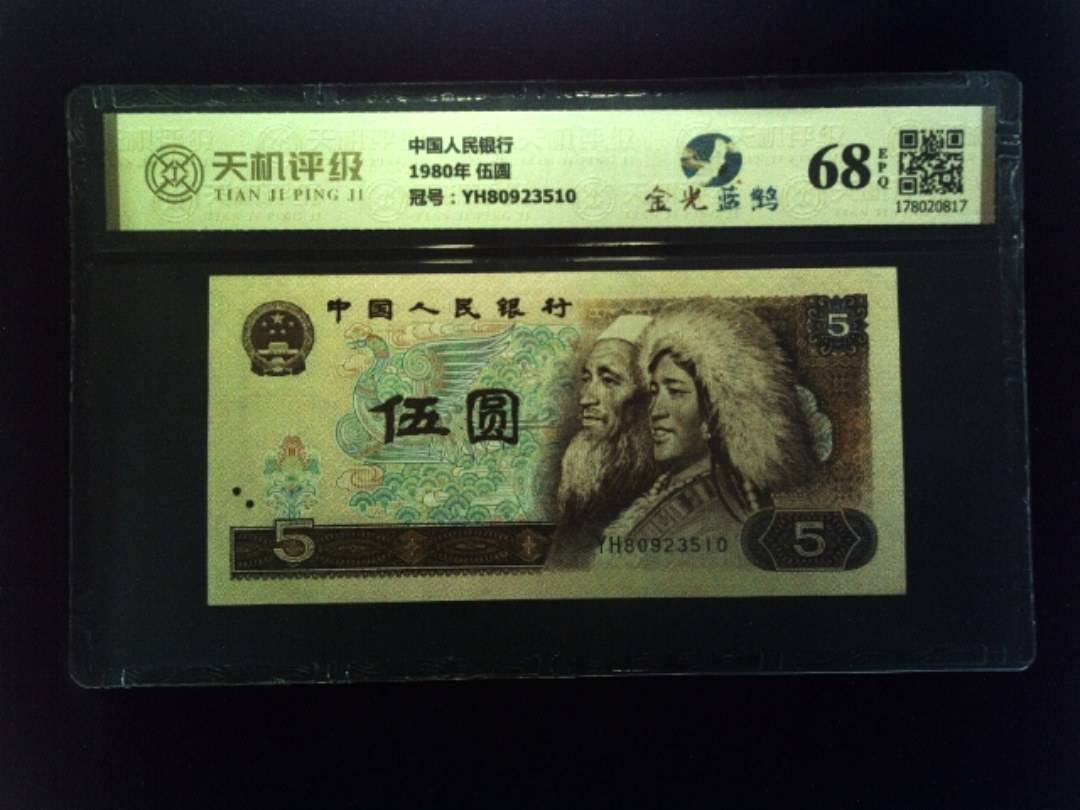 天机评级
TIAN JI PING JI
中国人民银行
1980年 伍圆
冠号：YH80923510
金光蓝鹤
68
EPQ
178020817
中国人民银行
5
伍圆
5
YH80923510
5